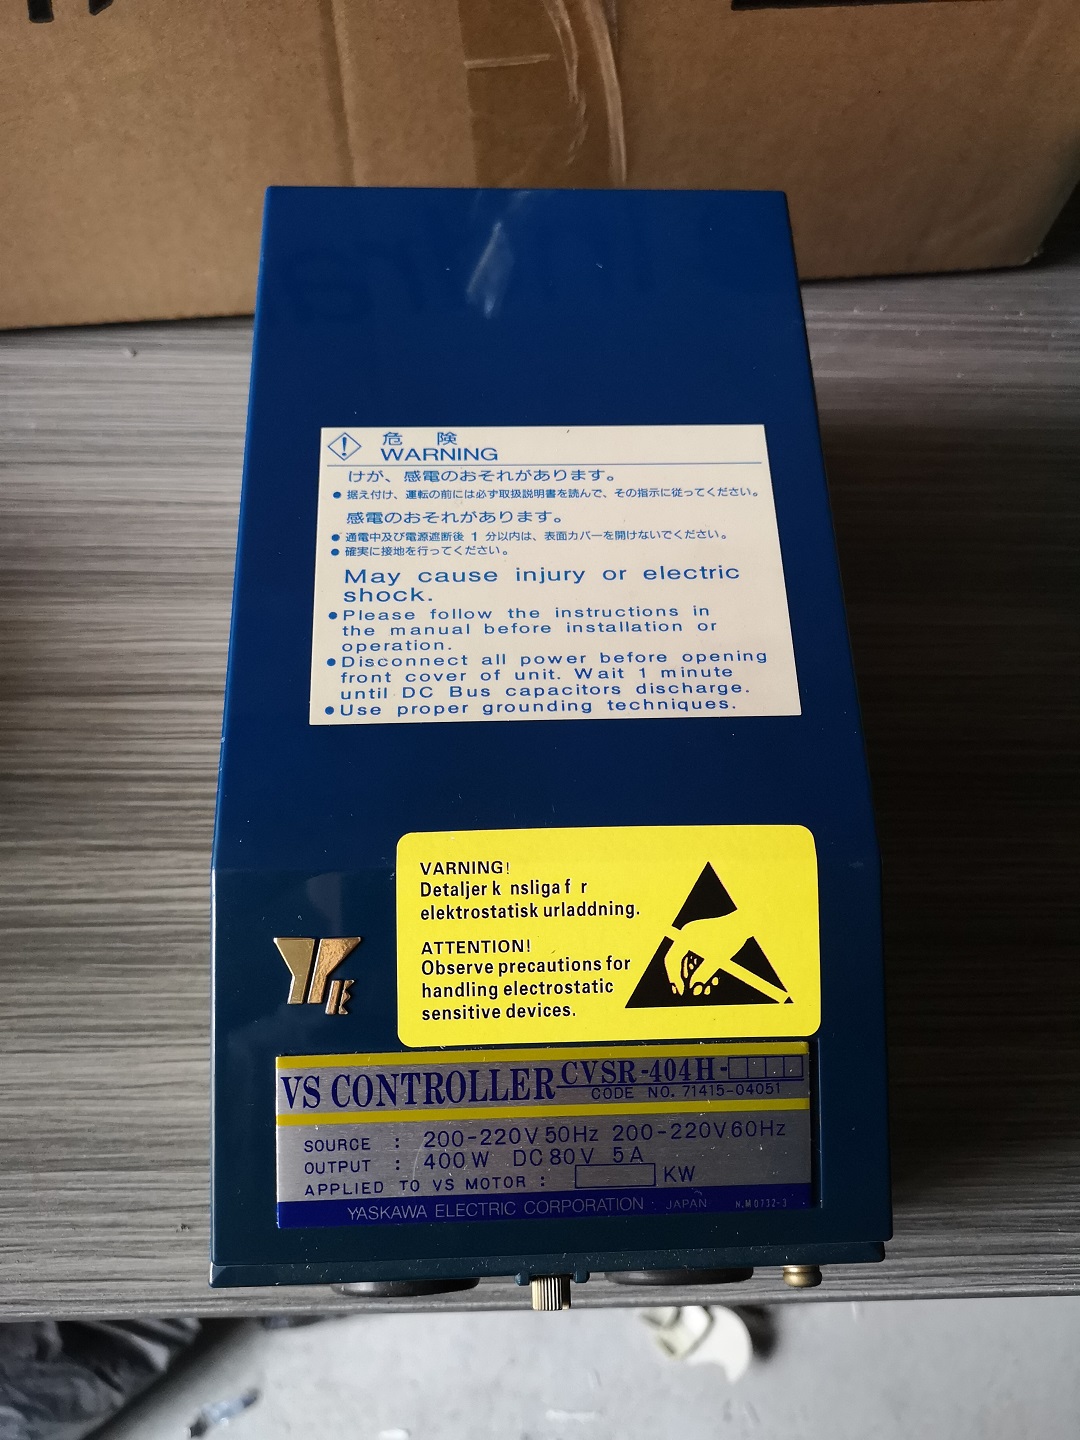 危 険
WARNING
けが、感電のおそれがあります。
● 据え付け、運転の前には必ず取扱説明書を読んで、その指示に従ってください。
感電のおそれがあります。
● 通電中及び電源遮断後 1 分以内は、表面カバーを開けないでください。
● 確実に接地を行ってください。
May cause injury or electric
shock.
● Please follow the instructions in
the manual before installation or
operation.
● Disconnect all power before opening
front cover of unit. Wait 1 minute
until DC Bus capacitors discharge.
● Use proper grounding techniques.
VARNING!
Detaljer k nsliga f r
elektrostatisk urladdning.
ATTENTION!
Observe precautions for
handling electrostatic
sensitive devices.
VS CONTROLLER CVSR-404H-
CODE NO. 71415-04051
SOURCE : 200-220V 50Hz 200-220V 60Hz
OUTPUT : 400W DC 80V 5A
APPLIED TO VS MOTOR : KW
YASKAWA ELECTRIC CORPORATION JAPAN N.M0732-3